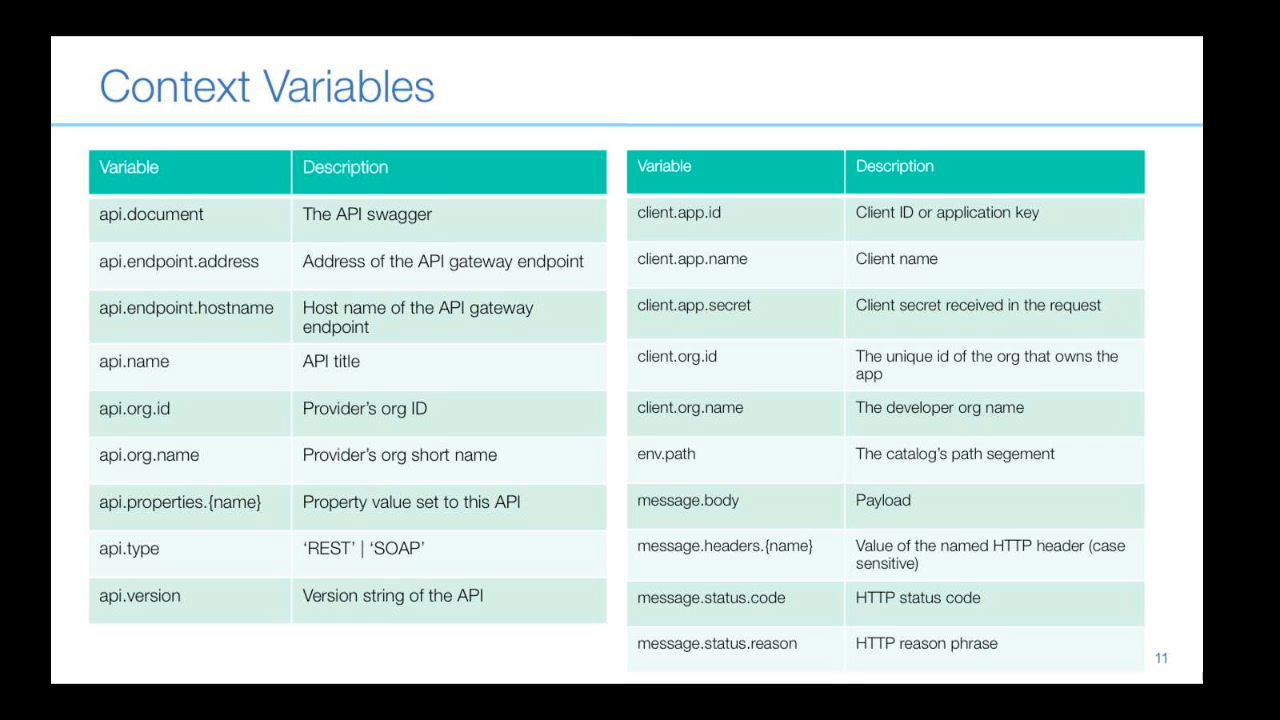 Context Variables
Variable Description
api.document The API swagger
api.endpoint.address Address of the API gateway endpoint
api.endpoint.hostname Host name of the API gateway
endpoint
api.name API title
api.org.id Provider’s org ID
api.org.name Provider’s org short name
api.properties.{name} Property value set to this API
api.type ‘REST’ | ‘SOAP’
api.version Version string of the API
Variable Description
client.app.id Client ID or application key
client.app.name Client name
client.app.secret Client secret received in the request
client.org.id The unique id of the org that owns the
app
client.org.name The developer org name
env.path The catalog’s path segement
message.body Payload
message.headers.{name} Value of the named HTTP header (case
sensitive)
message.status.code HTTP status code
message.status.reason HTTP reason phrase
11